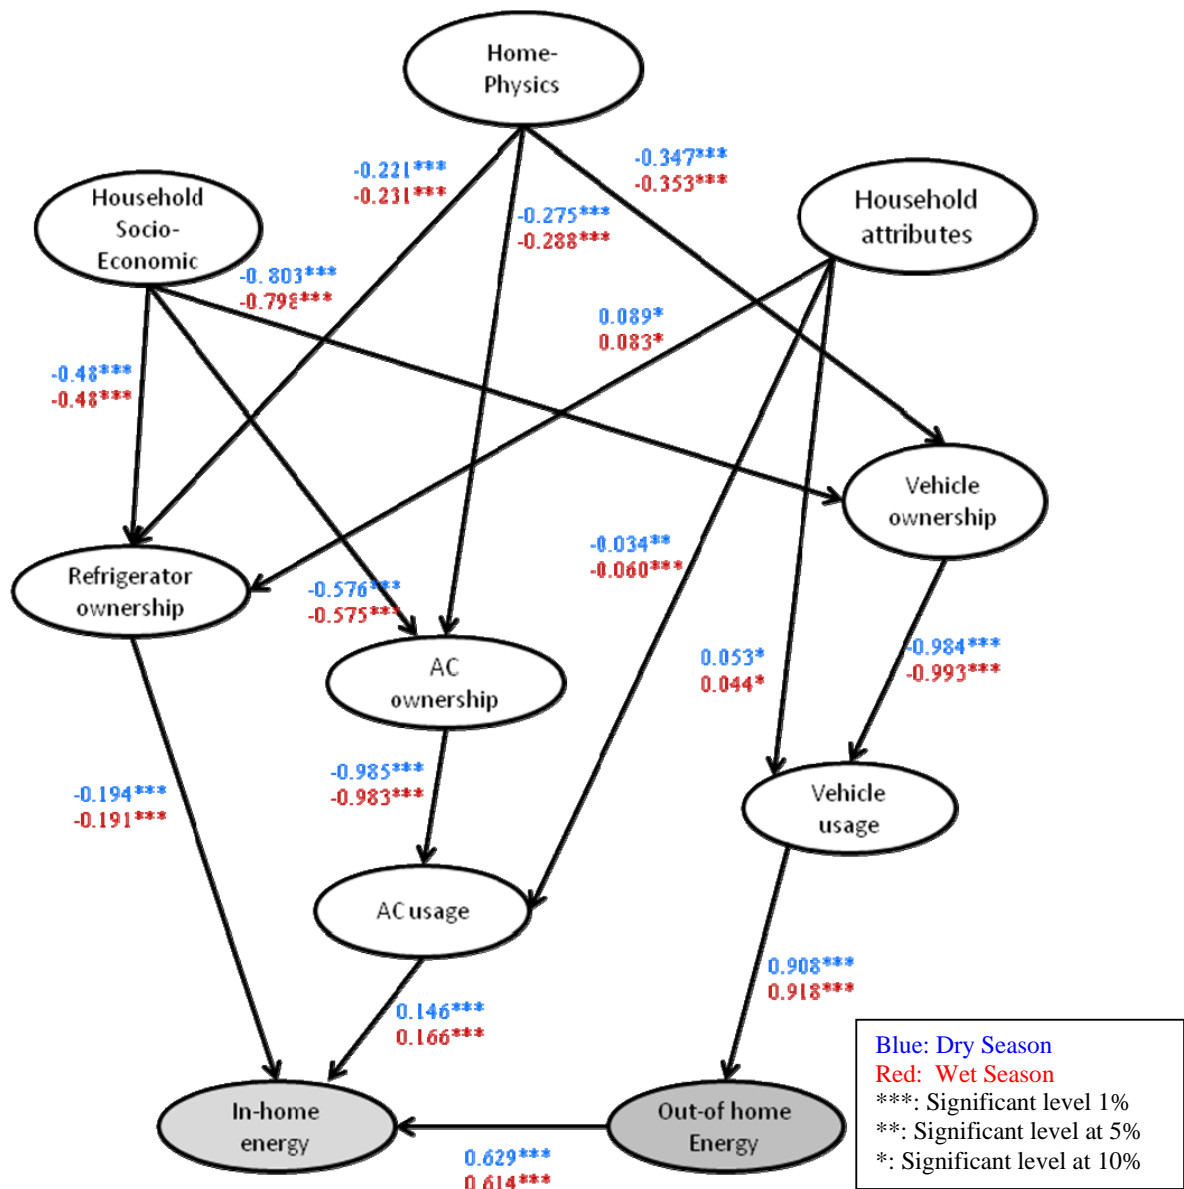 Home-
Physics
-0.221***
-0.231***
-0.347***
-0.353***
Household
Socio-
Economic
Household
attributes
-0.275***
-0.288***
-0.803***
-0.798***
0.089*
0.083*
-0.48***
-0.48***
Vehicle
ownership
-0.034**
-0.060***
Refrigerator
ownership
-0.576***
-0.575***
AC
ownership
0.053*
0.044*
-0.984***
-0.993***
-0.985***
-0.983***
-0.194***
-0.191***
Vehicle
usage
AC usage
0.908***
0.918***
0.146***
0.166***
In-home
energy
Out-of home
Energy
0.629***
0.614***
Blue: Dry Season
Red: Wet Season
***: Significant level 1%
**: Significant level at 5%
*: Significant level at 10%